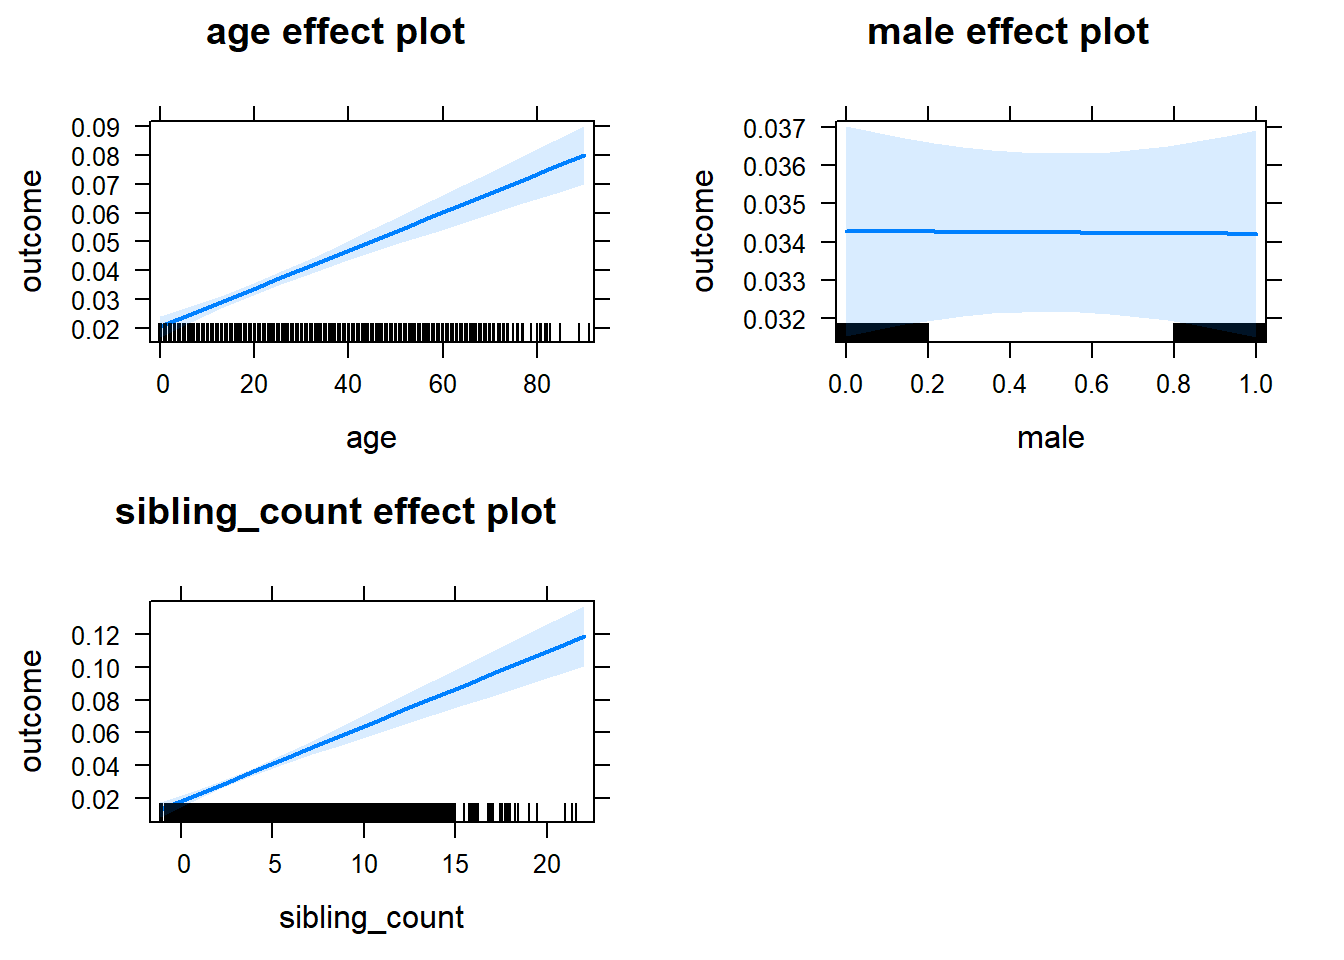 age effect plot
outcome
0.09
0.08
0.07
0.06
0.05
0.04
0.03
0.02
0 20 40 60 80
age
male effect plot
outcome
0.037
0.036
0.035
0.034
0.033
0.032
0.0 0.2 0.4 0.6 0.8 1.0
male
sibling_count effect plot
outcome
0.12
0.10
0.08
0.06
0.04
0.02
0 5 10 15 20
sibling_count